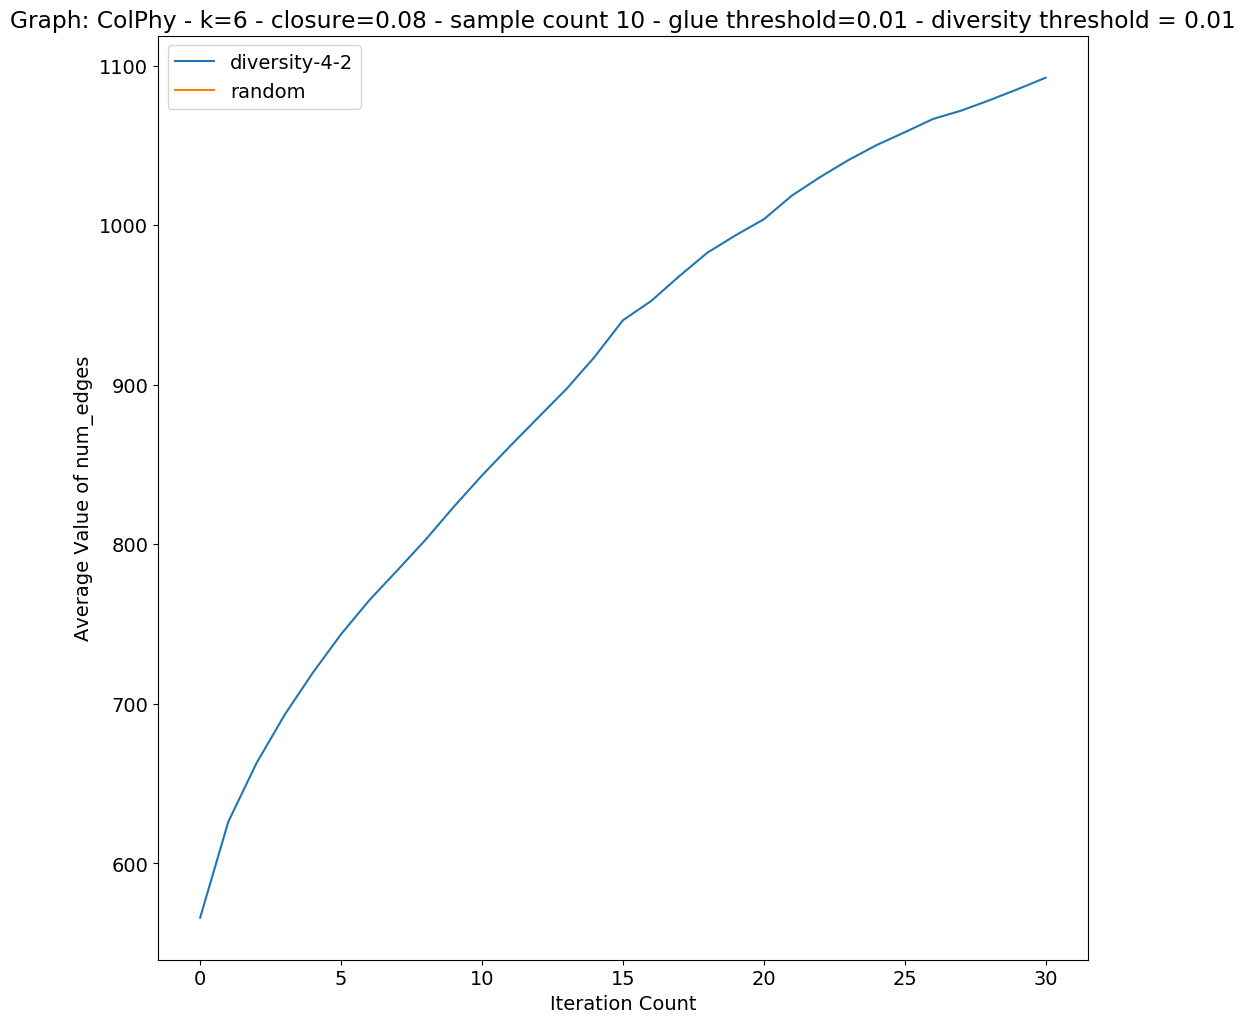 Graph: ColPhy - k=6 - closure=0.08 - sample count 10 - glue threshold=0.01 - diversity threshold = 0.01
diversity-4-2
random
1100
1000
900
800
700
600
Average Value of num_edges
0 5 10 15 20 25 30
Iteration Count